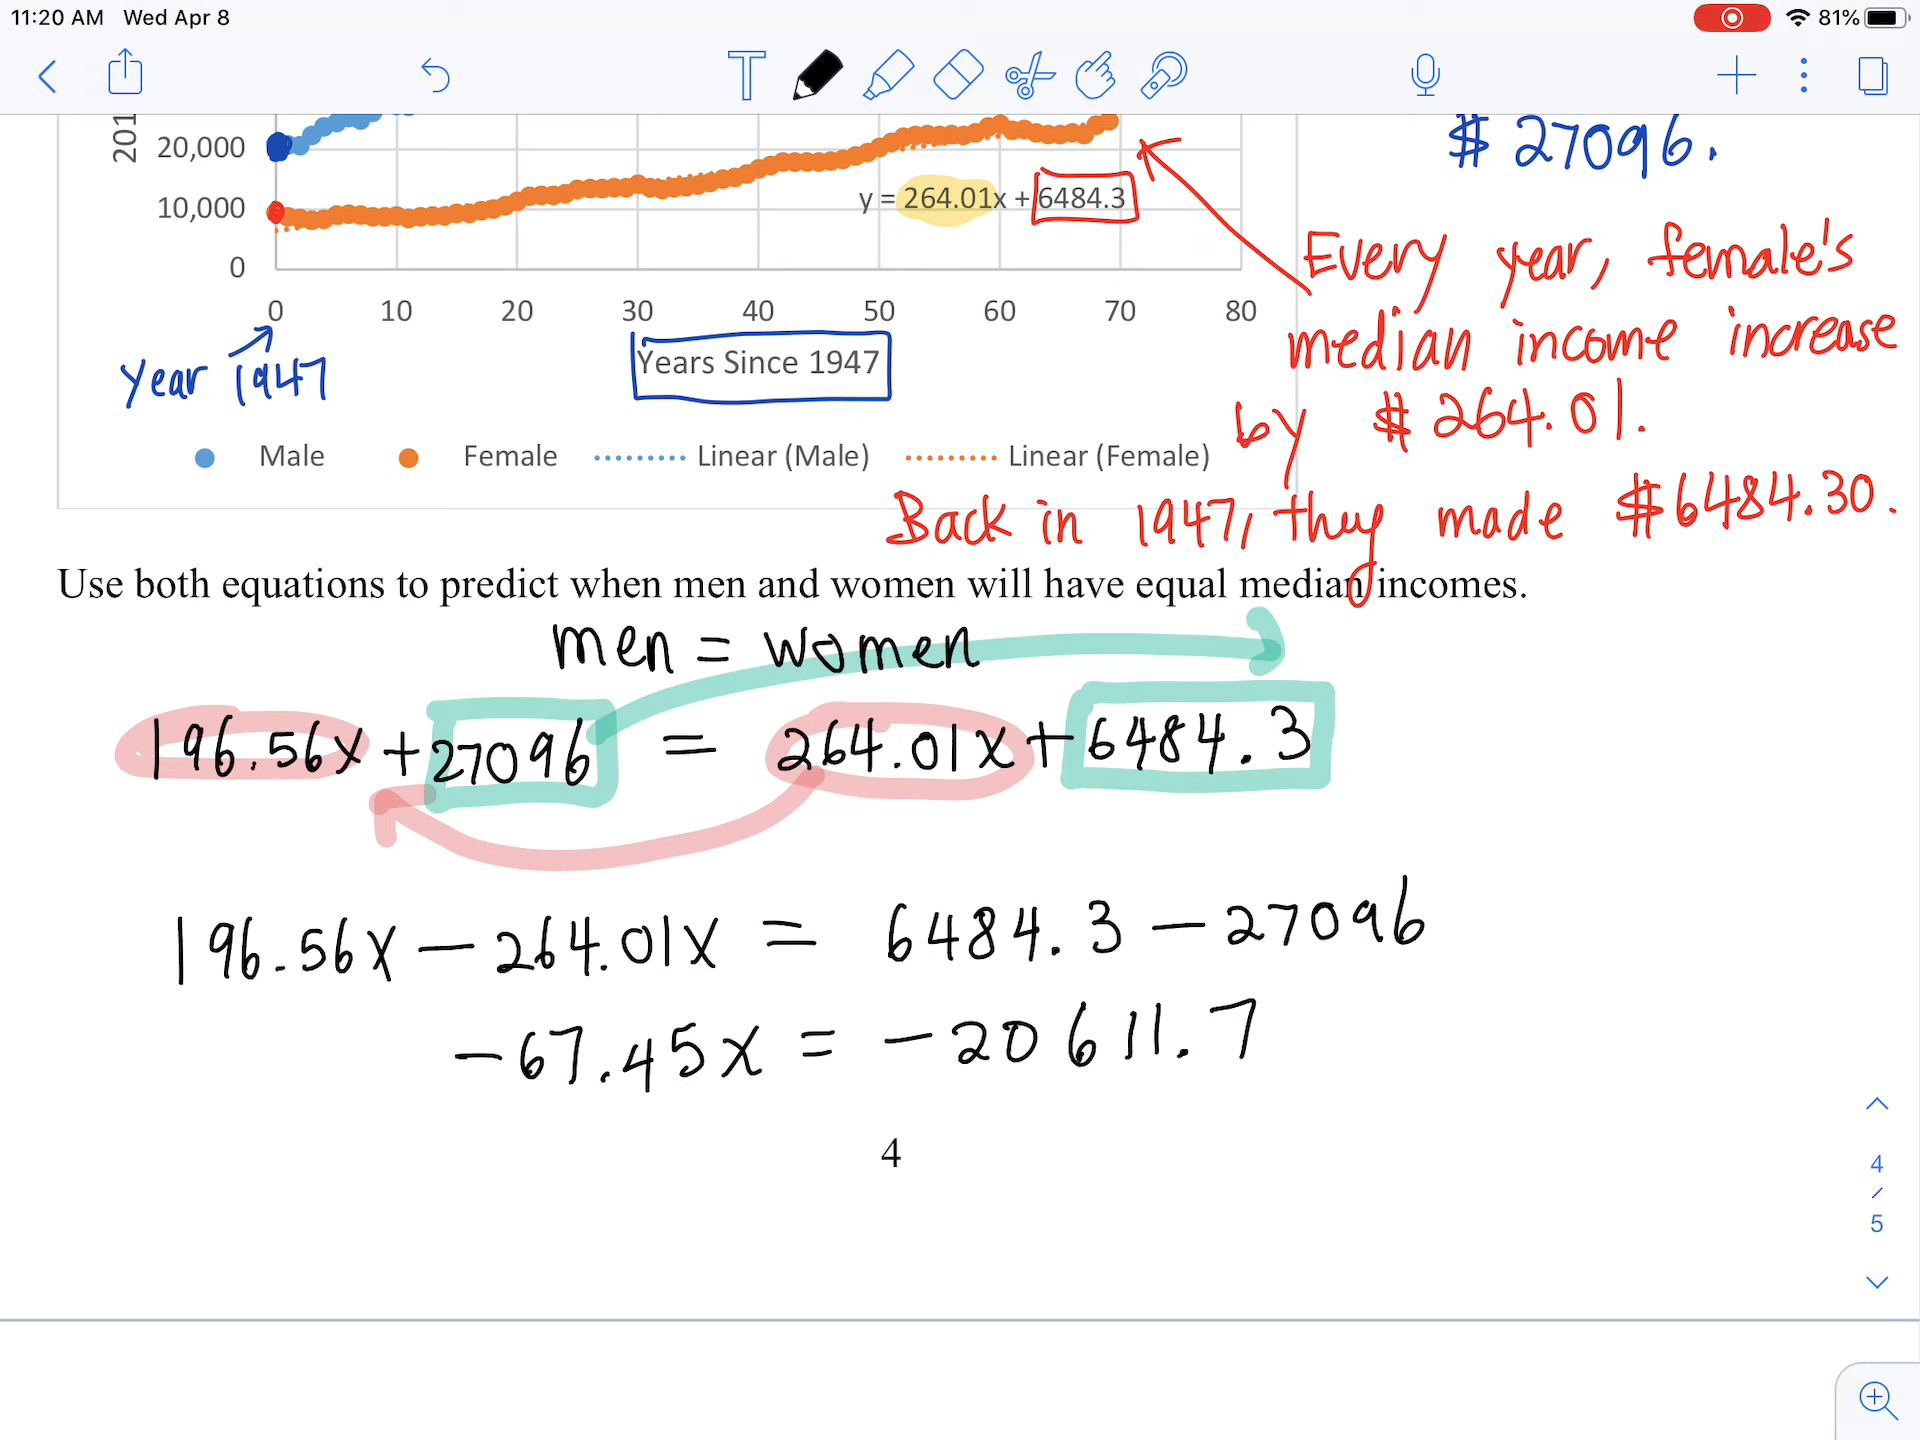 11:20 AM Wed Apr 8
81%
T
201
20,000
10,000
0
y = 264.01x + 6484.3
0 10 20 30 40 50 60 70 80
Year 1947
Years Since 1947
Male Female Linear (Male) Linear (Female)
$ 27096.
Every year, female's
median income increase
by $ 264.01.
Back in 1947, they made $6484.30.
Use both equations to predict when men and women will have equal median incomes.
men = women
196.56x + 27096 = 264.01x + 6484.3
196.56x - 264.01x = 6484.3 - 27096
-67.45x = -20611.7
4
4
/
5